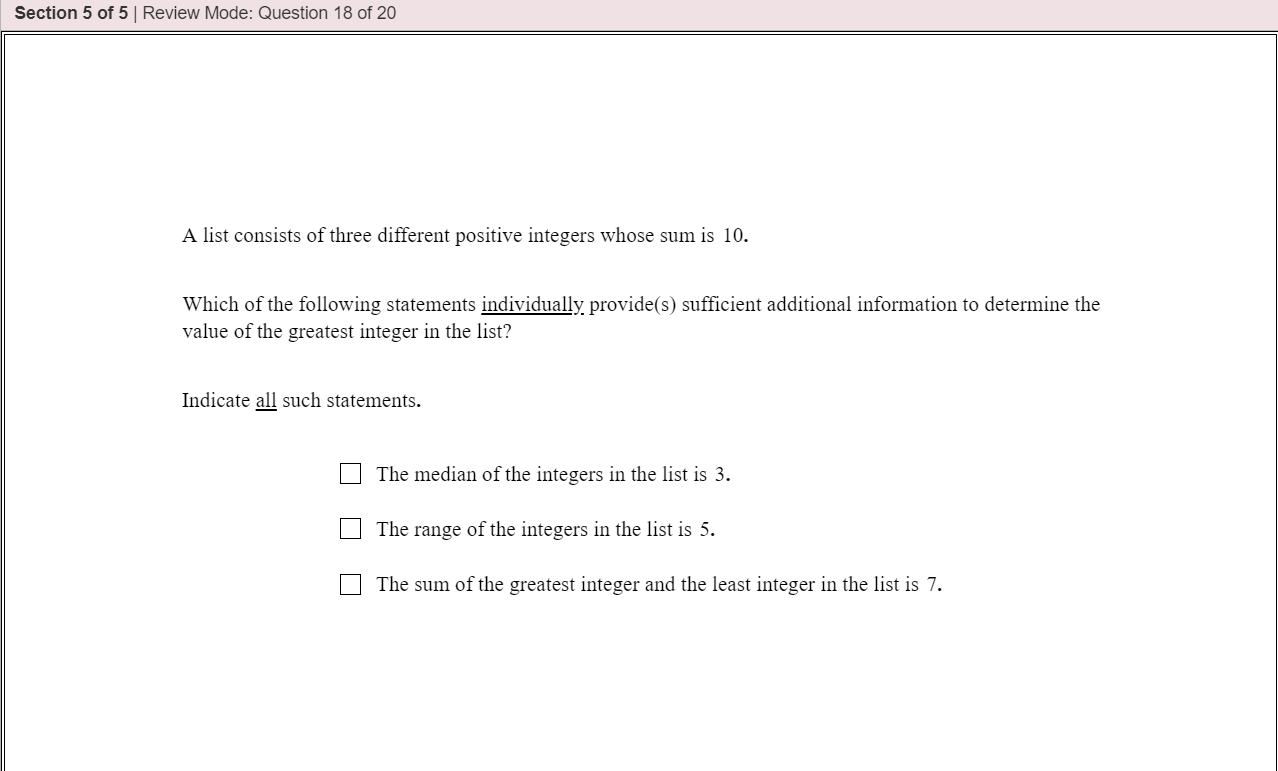 Section 5 of 5 | Review Mode: Question 18 of 20
A list consists of three different positive integers whose sum is 10.
Which of the following statements individually provide(s) sufficient additional information to determine the
value of the greatest integer in the list?
Indicate all such statements.
The median of the integers in the list is 3.
The range of the integers in the list is 5.
The sum of the greatest integer and the least integer in the list is 7.